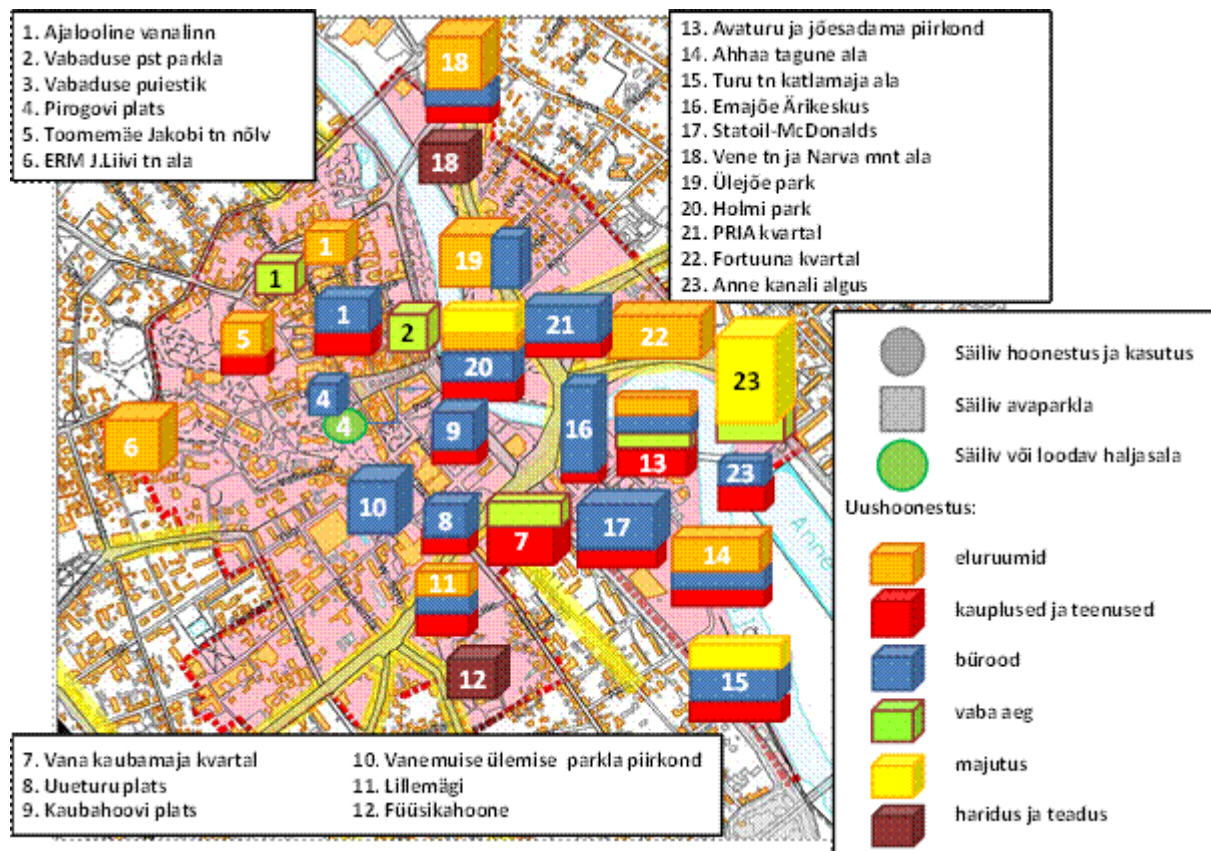 1. Ajalooline vanalinn
2. Vabaduse pst parkla
3. Vabaduse puiestik
4. Pirogovi plats
5. Toomemäe Jakobi tn nõlv
6. ERM J.Liivi tn ala
13. Avaturu ja jõesadama piirkond
14. Ahhaa tagune ala
15. Turu tn katlamaja ala
16. Emajõe Ärikeskus
17. Statoil-McDonalds
18. Vene tn ja Narva mnt ala
19. Ülejõe park
20. Holmi park
21. PRIA kvartal
22. Fortuuna kvartal
23. Anne kanali algus
18
18
1
19
1
1
2
21
22
5
20
23
4
4
9
16
13
23
6
10
8
7
17
14
11
12
15
Anne
Säiliv hoonestus ja kasutus
Säiliv avaparkla
Säiliv või loodav haljasala
Uushoonestus:
eluruumid
kauplused ja teenused
bürood
vaba aeg
majutus
haridus ja teadus
7. Vana kaubamaja kvartal
8. Uueturu plats
9. Kaubahoovi plats
10. Vanemuise ülemise parkla piirkond
11. Lillemägi
12. Füüsikahoone